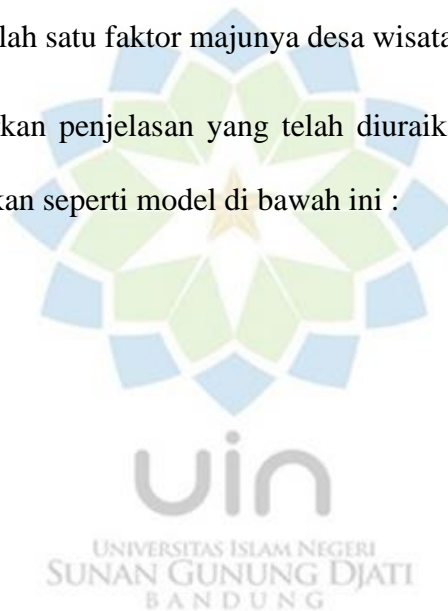 lah satu faktor majunya desa wisata
kan penjelasan yang telah diuraik
kan seperti model di bawah ini :
uin
UNIVERSITAS ISLAM NEGERI
SUNAN GUNUNG DJATI
BANDUNG